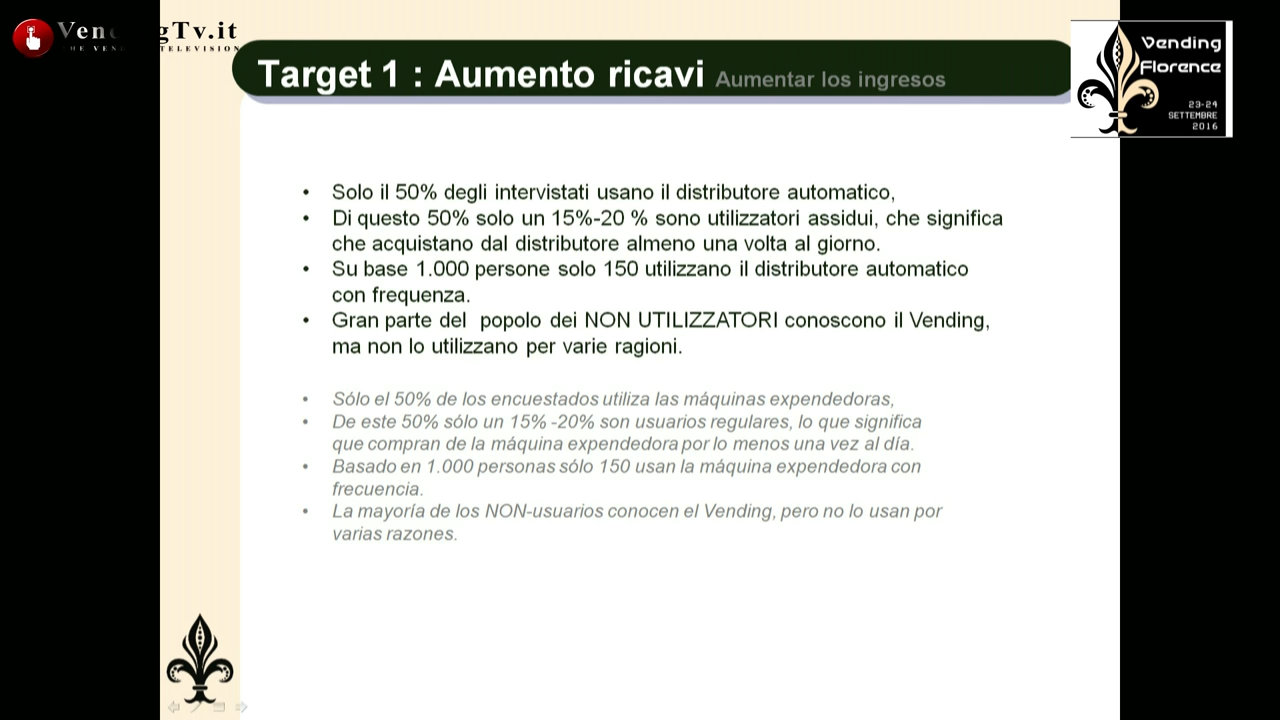 VendingTv.it
Target 1 : Aumento ricavi Aumentar los ingresos
Vending
Florence
23-24
SETTEMBRE
2016
• Solo il 50% degli intervistati usano il distributore automatico,
• Di questo 50% solo un 15%-20 % sono utilizzatori assidui, che significa
che acquistano dal distributore almeno una volta al giorno.
• Su base 1.000 persone solo 150 utilizzano il distributore automatico
con frequenza.
• Gran parte del popolo dei NON UTILIZZATORI conoscono il Vending,
ma non lo utilizzano per varie ragioni.
• Sólo el 50% de los encuestados utiliza las máquinas expendedoras,
• De este 50% sólo un 15% -20% son usuarios regulares, lo que significa
que compran de la máquina expendedora por lo menos una vez al día.
• Basado en 1.000 personas sólo 150 usan la máquina expendedora con
frecuencia.
• La mayoría de los NON-usuarios conocen el Vending, pero no lo usan por
varias razones.